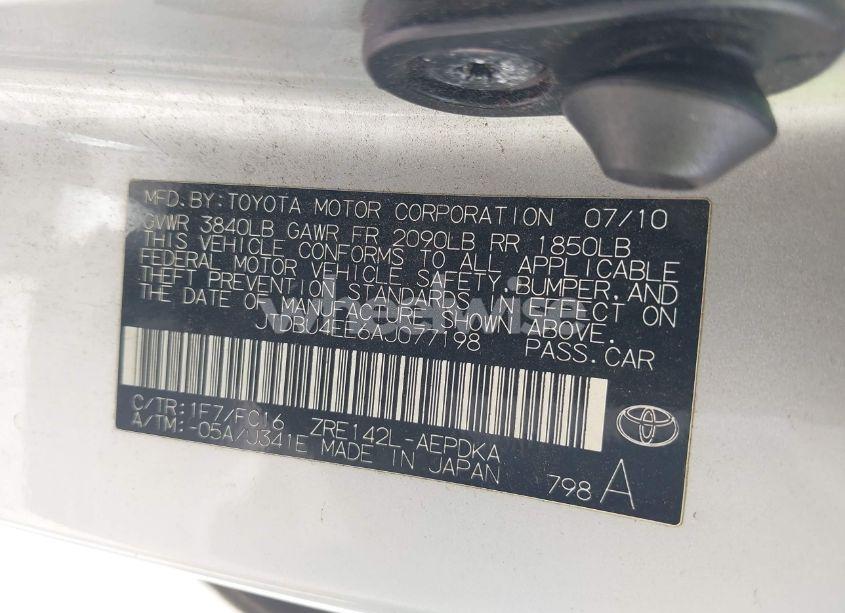 MFD. BY: TOYOTA MOTOR CORPORATION 07/10
GVWR 3840LB GAWR FR 2090LB RR 1850LB
THIS VEHICLE CONFORMS TO ALL APPLICABLE
FEDERAL MOTOR VEHICLE SAFETY, BUMPER, AND
THEFT PREVENTION STANDARDS IN EFFECT ON
THE DATE OF MANUFACTURE SHOWN ABOVE.
JTDBU4EE6AJ077198 PASS. CAR
C/TR: 1F7/FC16 ZRE142L-AEPDKA
A/TM: -05A/U341E MADE IN JAPAN
798 A
wheelwise